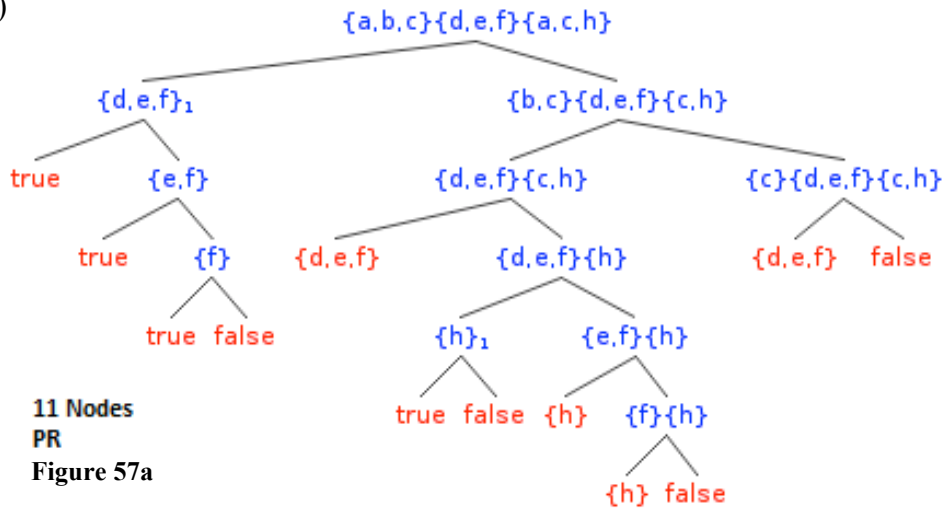 )
{a,b,c}{d,e,f}{a,c,h}
{d,e,f}₁ {b,c}{d,e,f}{c,h}
true {e,f} {d,e,f}{c,h} {c}{d,e,f}{c,h}
true {f} {d,e,f} {d,e,f}{h} {d,e,f} false
true false {h}₁ {e,f}{h}
true false {h} {f}{h}
{h} false
11 Nodes
PR
Figure 57a